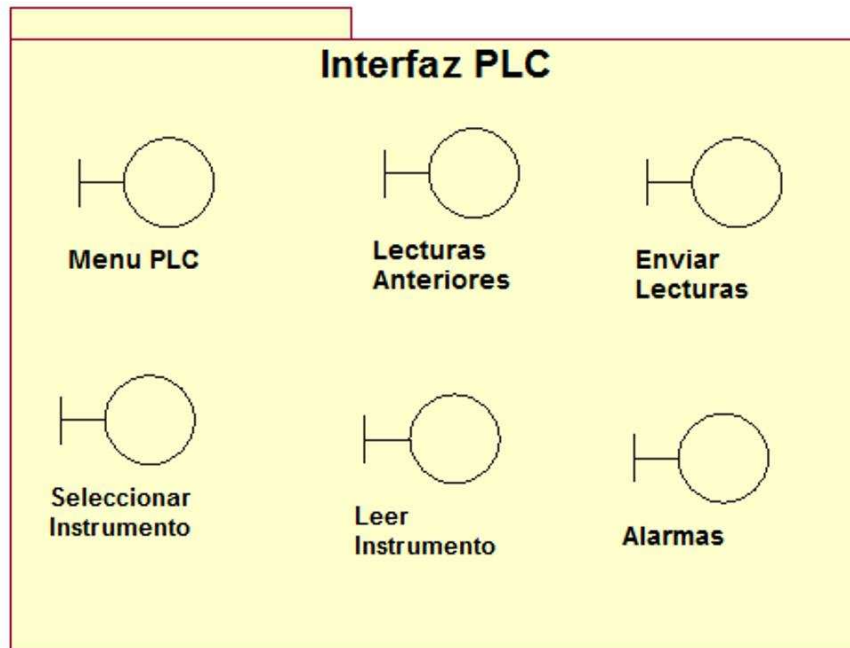 Interfaz PLC
Menu PLC
Lecturas
Anteriores
Enviar
Lecturas
Seleccionar
Instrumento
Leer
Instrumento
Alarmas